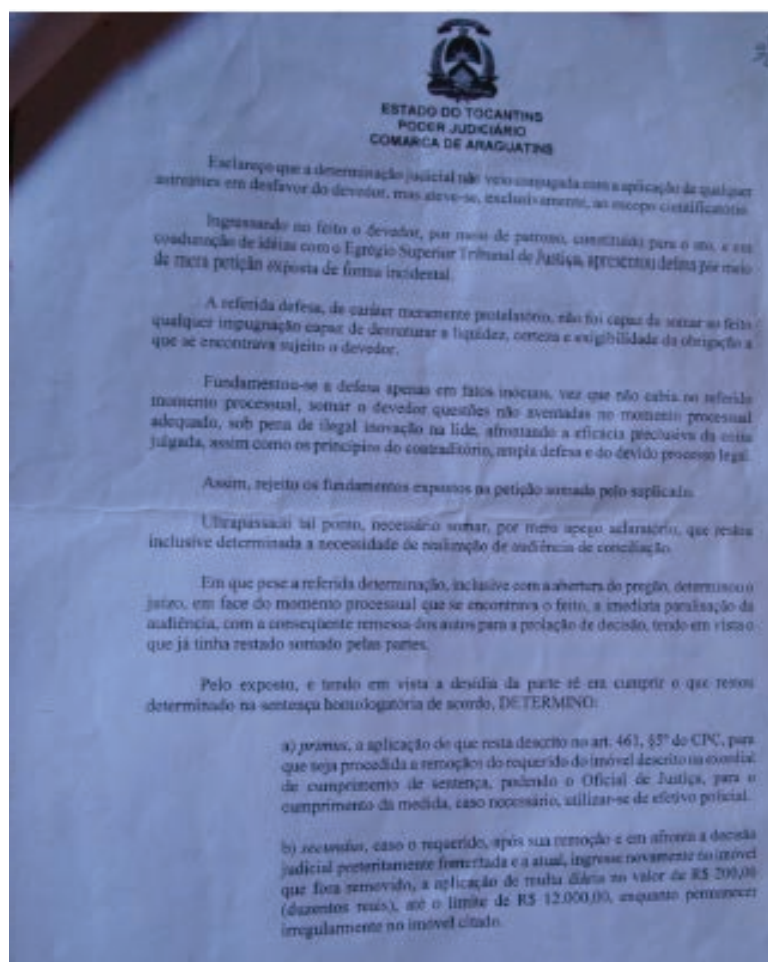 ESTADO DO TOCANTINS
PODER JUDICIÁRIO
COMARCA DE ARAGUATINS
Esclareço que a determinação judicial não veio conjugada com a aplicação de qualquer
astreintes em desfavor do devedor, mas ateve-se, exclusivamente, ao escopo cientificatório.
Ingressando no feito o devedor, por meio de patrono, constituído para o ato, e em
coadunação de idéias com o Egrégio Superior Tribunal de Justiça, apresentou defesa por meio
de mera petição exposta de forma incidental.
A referida defesa, de caráter meramente protelatório, não foi capaz de somar ao feito
qualquer impugnação capaz de desnaturar a liquidez, certeza e exigibilidade da obrigação a
que se encontrava sujeito o devedor.
Fundamentou-se a defesa apenas em fatos inócuos, vez que não cabia no referido
momento processual, somar o devedor questões não aventadas no momento processual
adequado, sob pena de ilegal inovação na lide, afrontando a eficácia preclusiva da coisa
julgada, assim como os princípios do contraditório, ampla defesa e do devido processo legal.
Assim, rejeito os fundamentos expostos na petição somada pelo suplicado.
Ultrapassado tal ponto, necessário somar, por mero apego aclaratório, que restou
inclusive determinada a necessidade de realização de audiência de conciliação.
Em que pese a referida determinação, inclusive com a abertura do pregão, determinou o
juízo, em face do momento processual que se encontrava o feito, a imediata paralisação da
audiência, com a conseqüente remessa dos autos para a prolação de decisão, tendo em vista o
que já tinha restado somado pelas partes.
Pelo exposto, e tendo em vista a desídia da parte ré em cumprir o que restou
determinado na sentença homologatória de acordo, DETERMINO:
a) primus, a aplicação do que resta descrito no art. 461, §5º do CPC, para
que seja procedida a remoção do requerido do imóvel descrito na exordial
de cumprimento de sentença, podendo o Oficial de Justiça, para o
cumprimento da medida, caso necessário, utilizar-se de efetivo policial.
b) secundus, caso o requerido, após sua remoção e em afronta a decisão
judicial preteritamente fomentada e a atual, ingresse novamente no imóvel
que fora removido, a aplicação de multa diária no valor de R$ 200,00
(duzentos reais), até o limite de R$ 12.000,00, enquanto permanecer
irregularmente no imóvel citado.